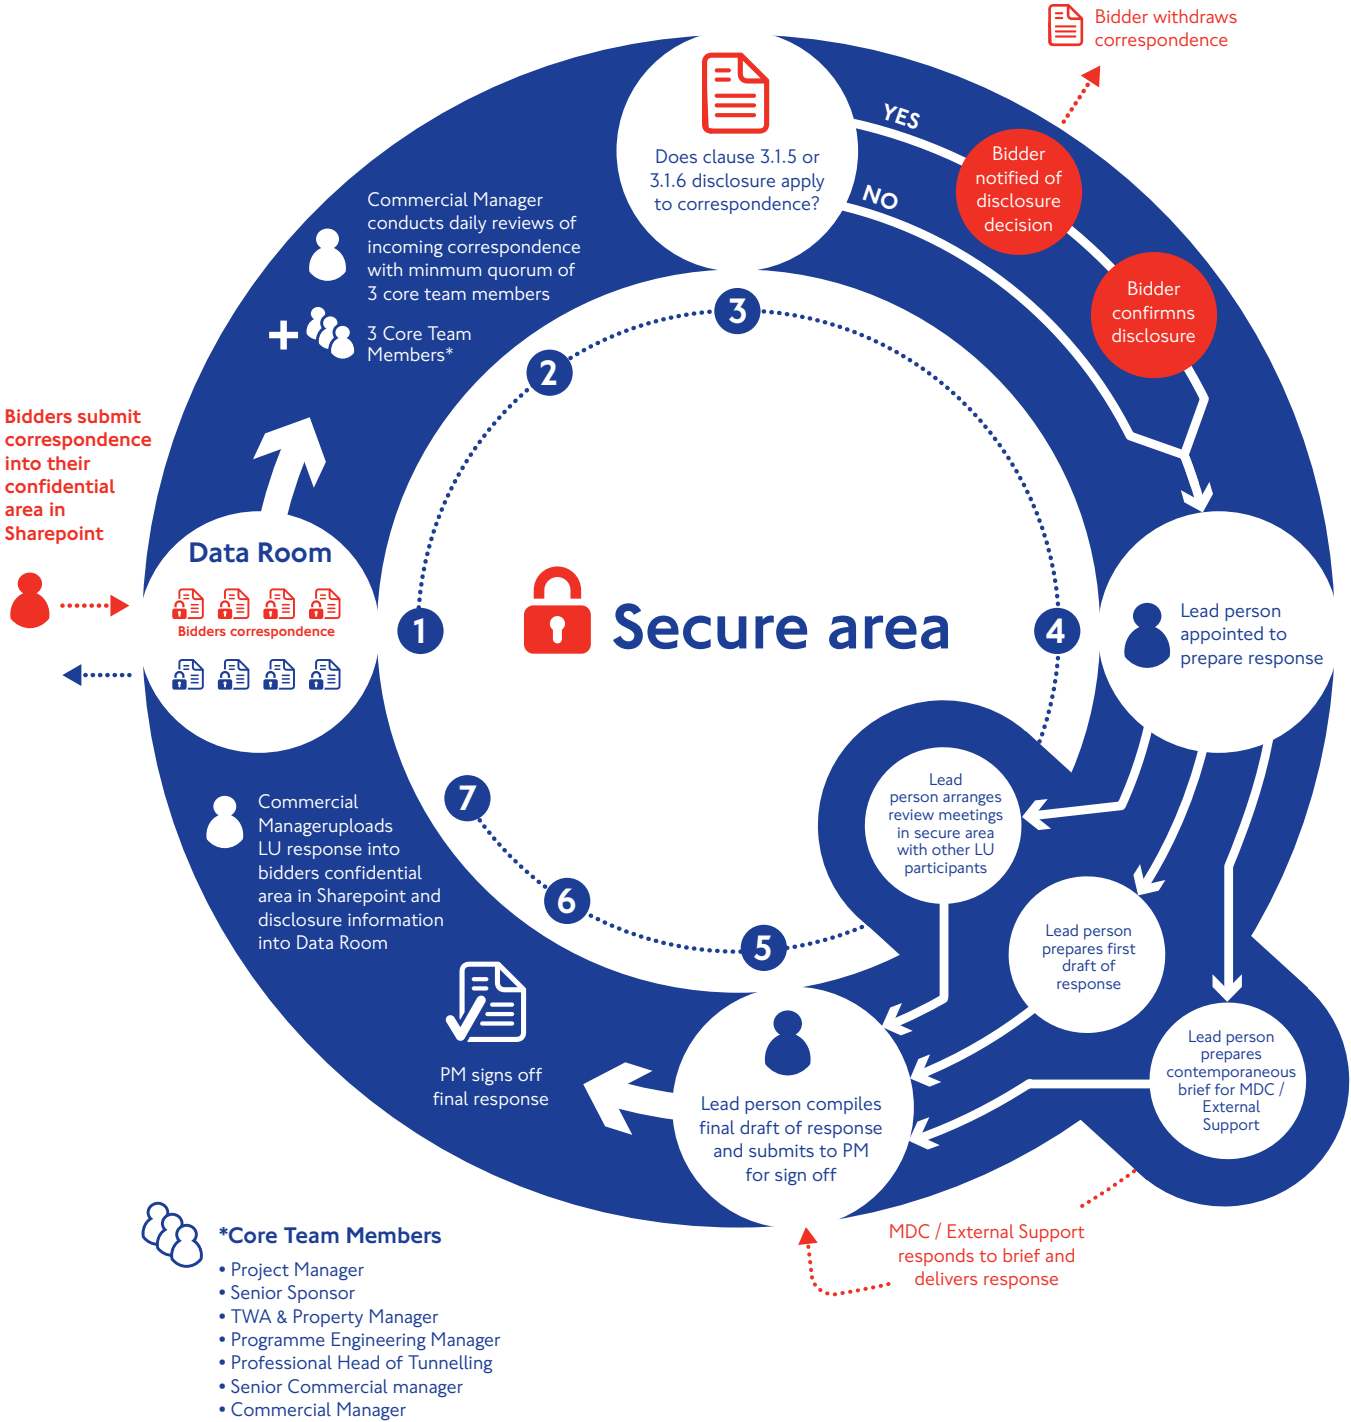 Bidder withdraws
correspondence
Does clause 3.1.5 or
3.1.6 disclosure apply
to correspondence?
YES
NO
Bidder
notified of
disclosure
decision
Bidder
confirmns
disclosure
Commercial Manager
conducts daily reviews of
incoming correspondence
with minmum quorum of
3 core team members
+
3 Core Team
Members*
Bidders submit
correspondence
into their
confidential
area in
Sharepoint
Data Room
Bidders correspondence
1
2
3
4
5
6
7
Secure area
Lead person
appointed to
prepare response
Lead
person arranges
review meetings
in secure area
with other LU
participants
Lead person
prepares first
draft of
response
Lead person
prepares
contemporaneous
brief for MDC /
External
Support
Lead person compiles
final draft of response
and submits to PM
for sign off
MDC / External Support
responds to brief and
delivers response
PM signs off
final response
Commercial
Manageruploads
LU response into
bidders confidential
area in Sharepoint and
disclosure information
into Data Room
*Core Team Members
• Project Manager
• Senior Sponsor
• TWA & Property Manager
• Programme Engineering Manager
• Professional Head of Tunnelling
• Senior Commercial manager
• Commercial Manager